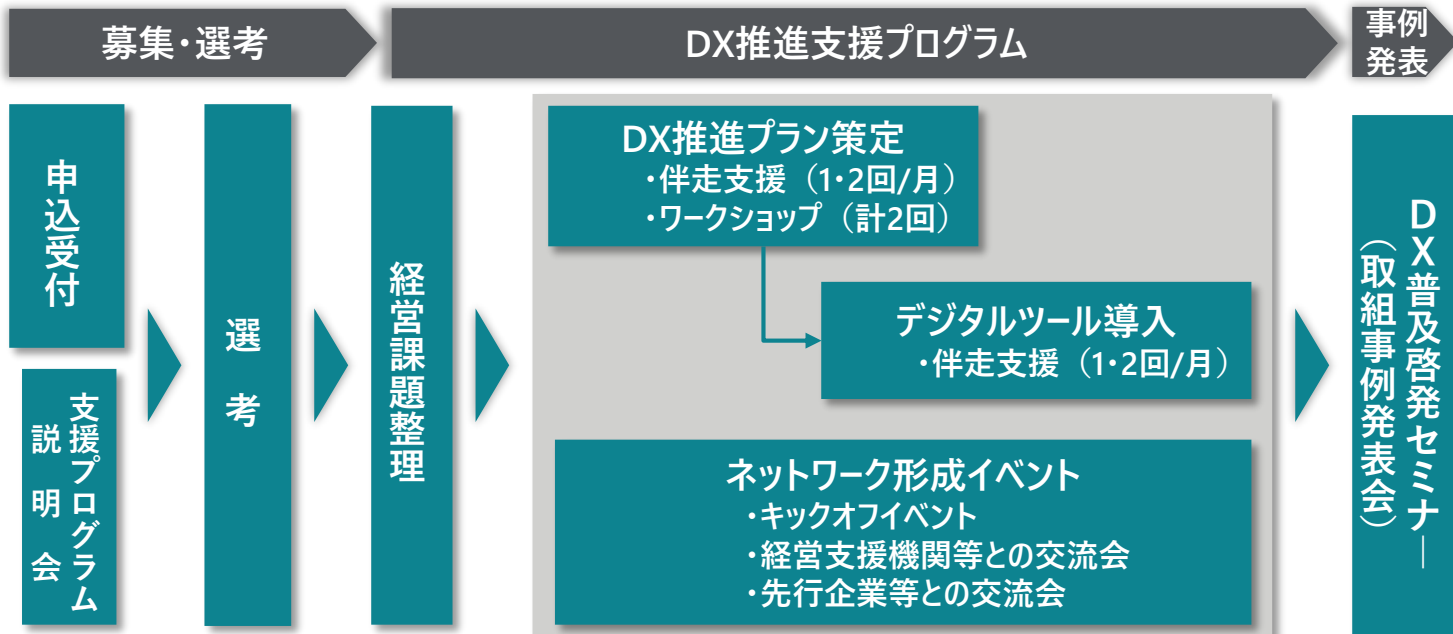 募集・選考
DX推進支援プログラム
事例
発表
申込受付
支援プログラム
説明会
選考
経営課題整理
DX推進プラン策定
・伴走支援（1・2回/月）
・ワークショップ（計2回）
デジタルツール導入
・伴走支援（1・2回/月）
ネットワーク形成イベント
・キックオフイベント
・経営支援機関等との交流会
・先行企業等との交流会
DX普及啓発セミナー
（取組事例発表会）